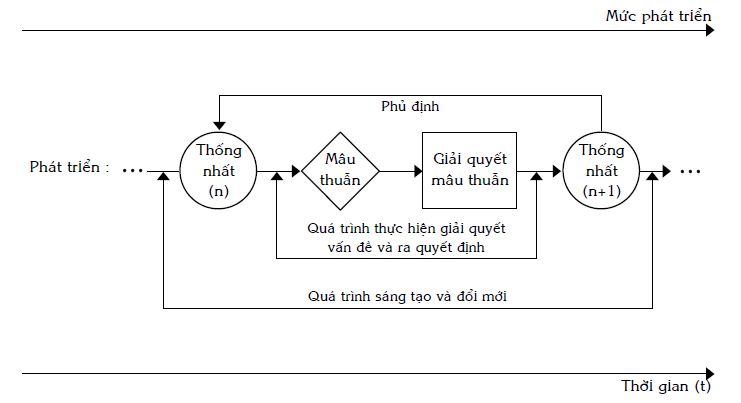 Mức phát triển
Phủ định
Phát triển : ...
Thống
nhất
(n)
Mâu
thuẫn
Giải quyết
mâu thuẫn
Thống
nhất
(n+1)
...
Quá trình thực hiện giải quyết
vấn đề và ra quyết định
Quá trình sáng tạo và đổi mới
Thời gian (t)